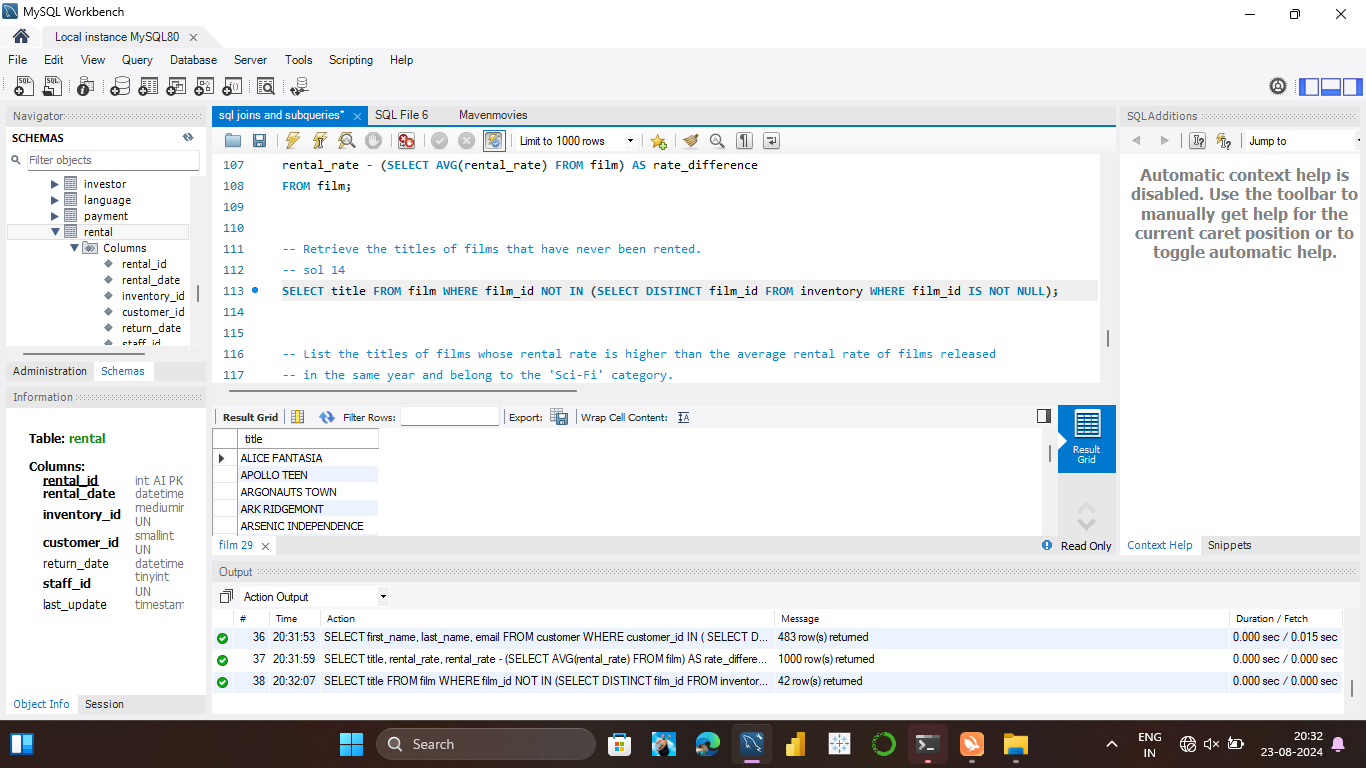 MySQL Workbench
Local instance MySQL80
File Edit View Query Database Server Tools Scripting Help
Navigator
SCHEMAS
Filter objects
investor
language
payment
rental
Columns
rental_id
rental_date
inventory_id
customer_id
return_date
staff_id
Administration Schemas
Information
Table: rental
Columns:
rental_id int AI PK
rental_date datetime
inventory_id mediumin
UN
customer_id smallint
UN
return_date datetime
staff_id tinyint
UN
last_update timestam
Object Info Session
sql joins and subqueries* SQL File 6 Mavenmovies
Limit to 1000 rows
107 rental_rate - (SELECT AVG(rental_rate) FROM film) AS rate_difference
108 FROM film;
109
110
111 -- Retrieve the titles of films that have never been rented.
112 -- sol 14
113 SELECT title FROM film WHERE film_id NOT IN (SELECT DISTINCT film_id FROM inventory WHERE film_id IS NOT NULL);
114
115
116 -- List the titles of films whose rental rate is higher than the average rental rate of films released
117 -- in the same year and belong to the 'Sci-Fi' category.
Result Grid Filter Rows: Export: Wrap Cell Content:
title
ALICE FANTASIA
APOLLO TEEN
ARGONAUTS TOWN
ARK RIDGEMONT
ARSENIC INDEPENDENCE
Result
Grid
film 29 Read Only
SQLAdditions
Jump to
Automatic context help is
disabled. Use the toolbar to
manually get help for the
current caret position or to
toggle automatic help.
Context Help Snippets
Output
Action Output
# Time Action Message Duration / Fetch
36 20:31:53 SELECT first_name, last_name, email FROM customer WHERE customer_id IN ( SELECT D... 483 row(s) returned 0.000 sec / 0.015 sec
37 20:31:59 SELECT title, rental_rate, rental_rate - (SELECT AVG(rental_rate) FROM film) AS rate_differe... 1000 row(s) returned 0.000 sec / 0.000 sec
38 20:32:07 SELECT title FROM film WHERE film_id NOT IN (SELECT DISTINCT film_id FROM inventor... 42 row(s) returned 0.000 sec / 0.000 sec
Search
ENG
IN
20:32
23-08-2024